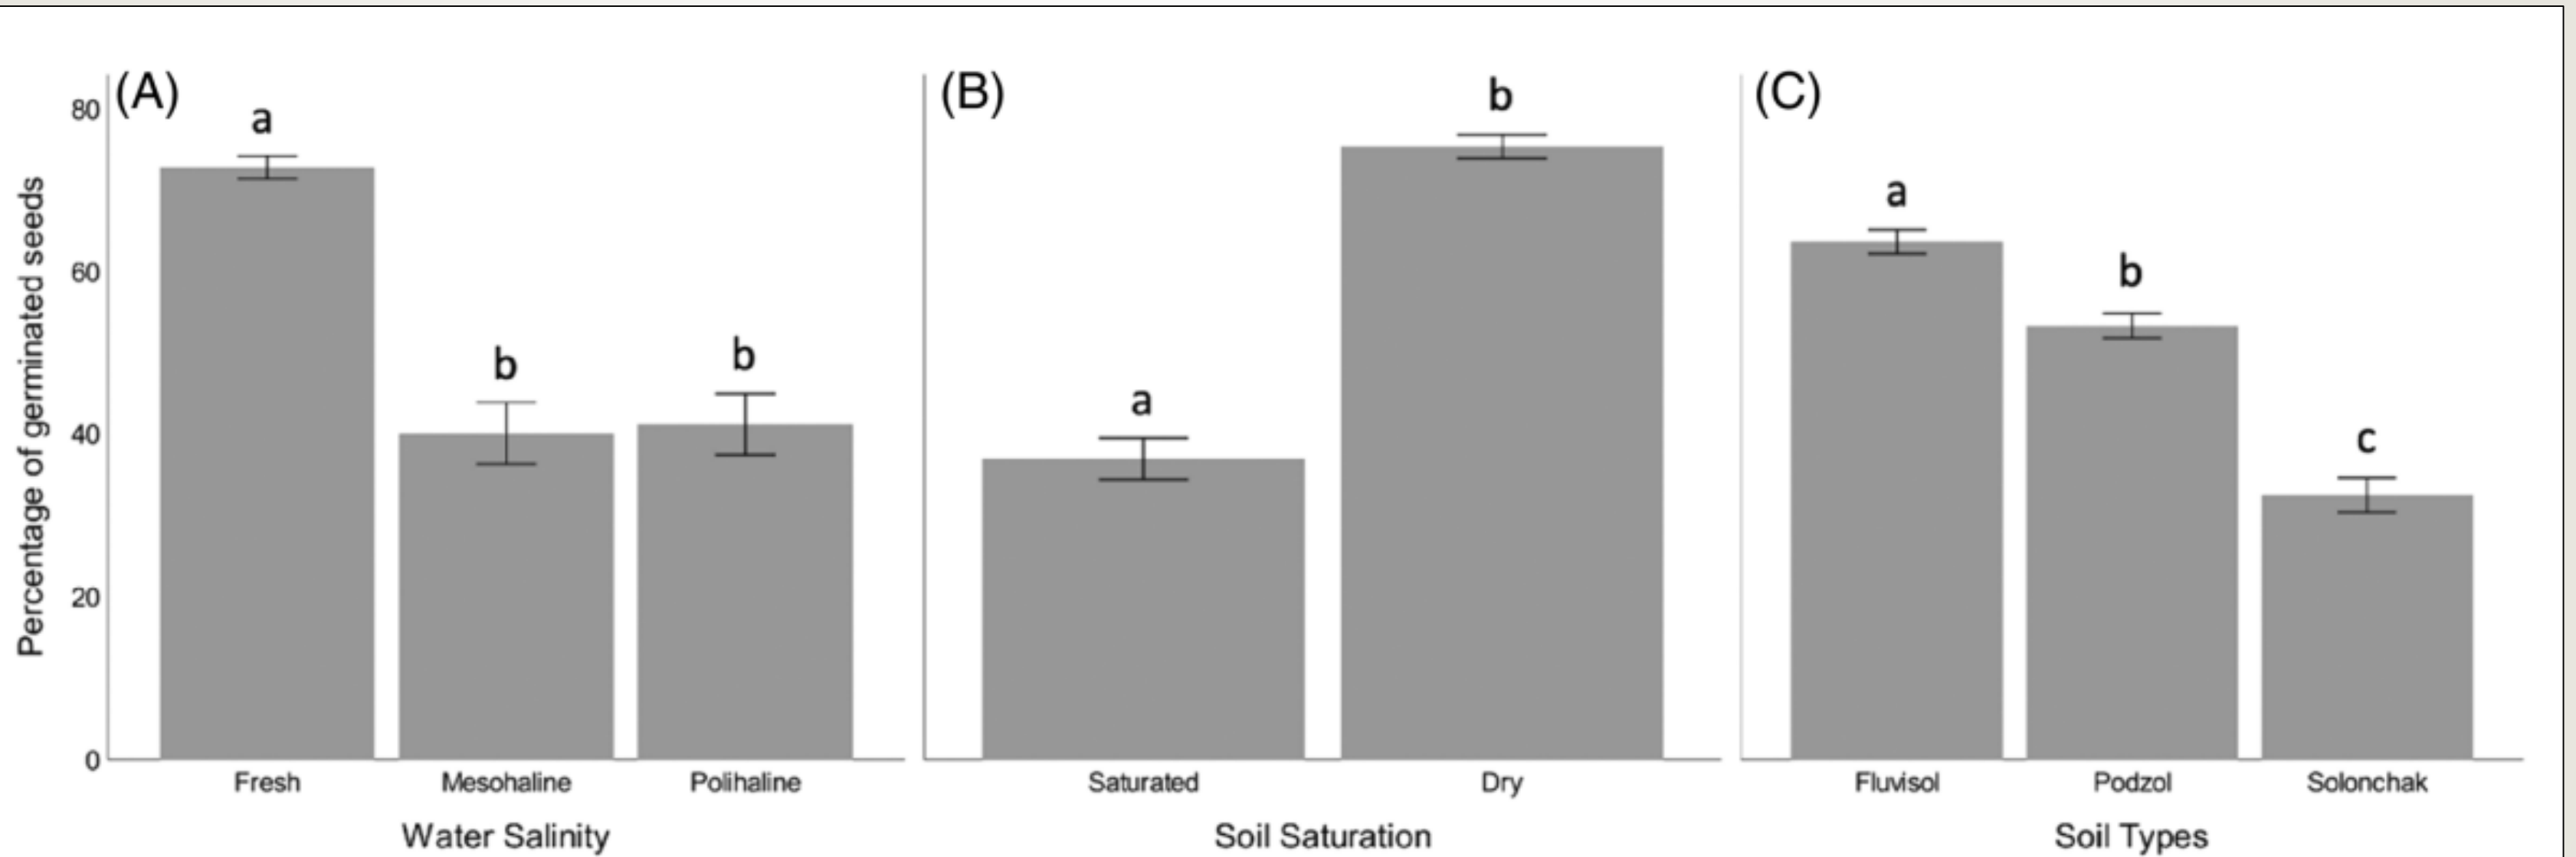 Percentage of germinated seeds
80
60
40
20
0
(A)
a
b
b
Fresh Mesohaline Polihaline
Water Salinity
(B)
a
b
Saturated Dry
Soil Saturation
(C)
a
b
c
Fluvisol Podzol Solonchak
Soil Types